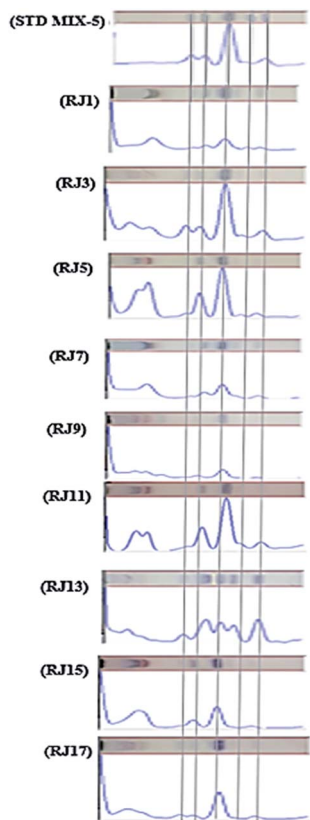 (STD MIX-5)
(RJ1)
(RJ3)
(RJ5)
(RJ7)
(RJ9)
(RJ11)
(RJ13)
(RJ15)
(RJ17)